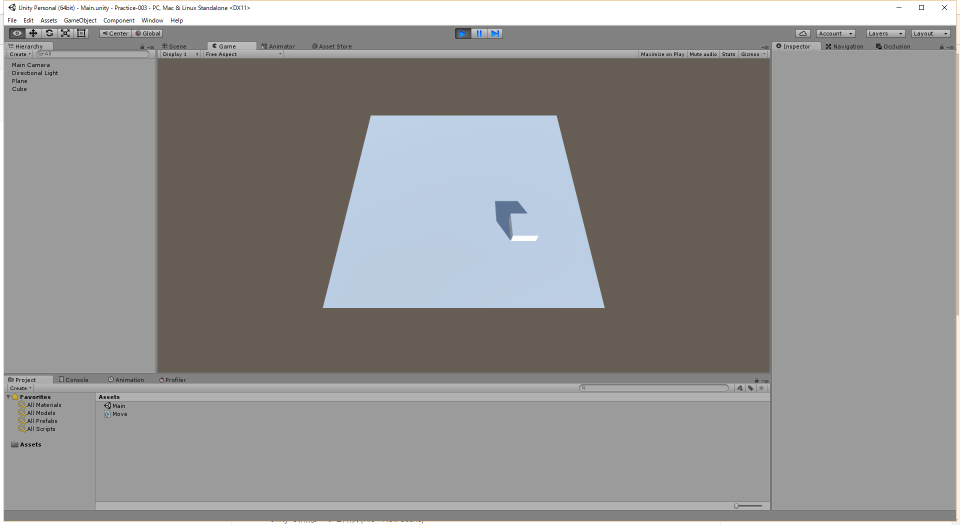 Unity Personal (64bit) - Main.unity - Practice-003 - PC, Mac & Linux Standalone <DX11>
File Edit Assets GameObject Component Window Help
Center Global Account Layers Layout
Hierarchy Scene Game Animator Asset Store Inspector Navigation Occlusion
Create All Display 1 Free Aspect Maximize on Play Mute audio Stats Gizmos
Main Camera
Directional Light
Plane
Cube
Project Console Animation Profiler
Create
Favorites
All Materials
All Models
All Prefabs
All Scripts
Assets
Assets
Main
Move